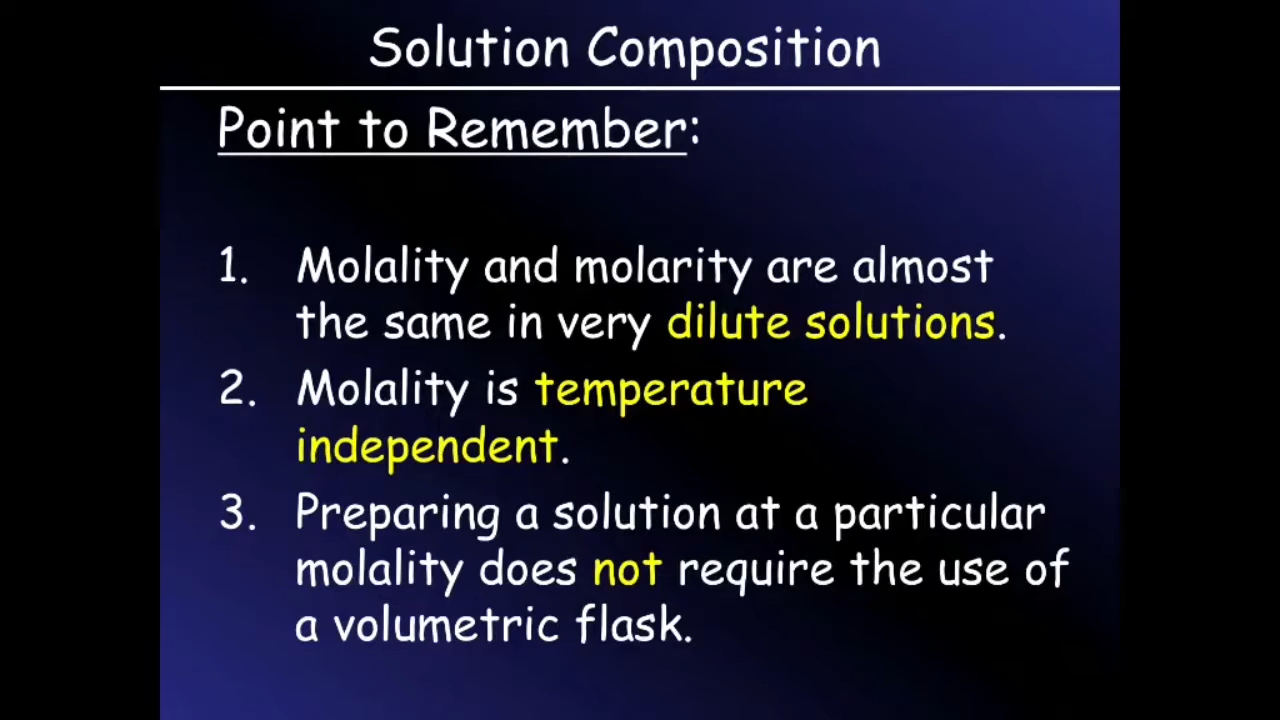 Solution Composition
Point to Remember:
1. Molality and molarity are almost
the same in very dilute solutions.
2. Molality is temperature
independent.
3. Preparing a solution at a particular
molality does not require the use of
a volumetric flask.